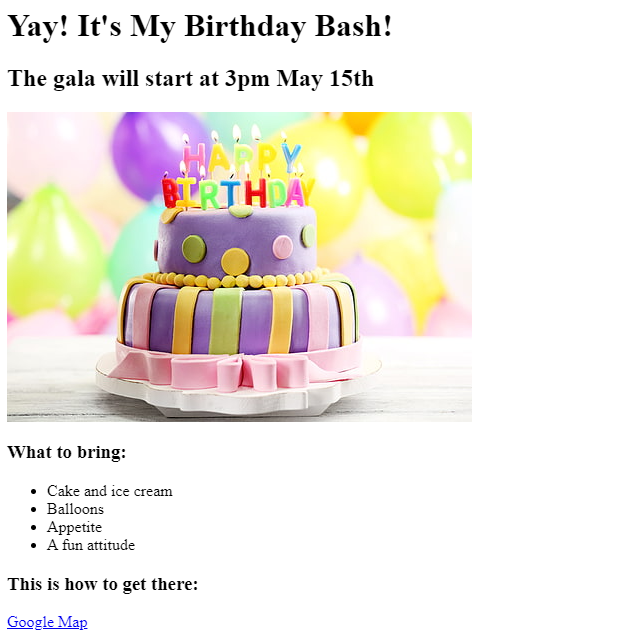 Yay! It's My Birthday Bash!
The gala will start at 3pm May 15th
HAPPY
BIRTHDAY
What to bring:
Cake and ice cream
Balloons
Appetite
A fun attitude
This is how to get there:
Google Map